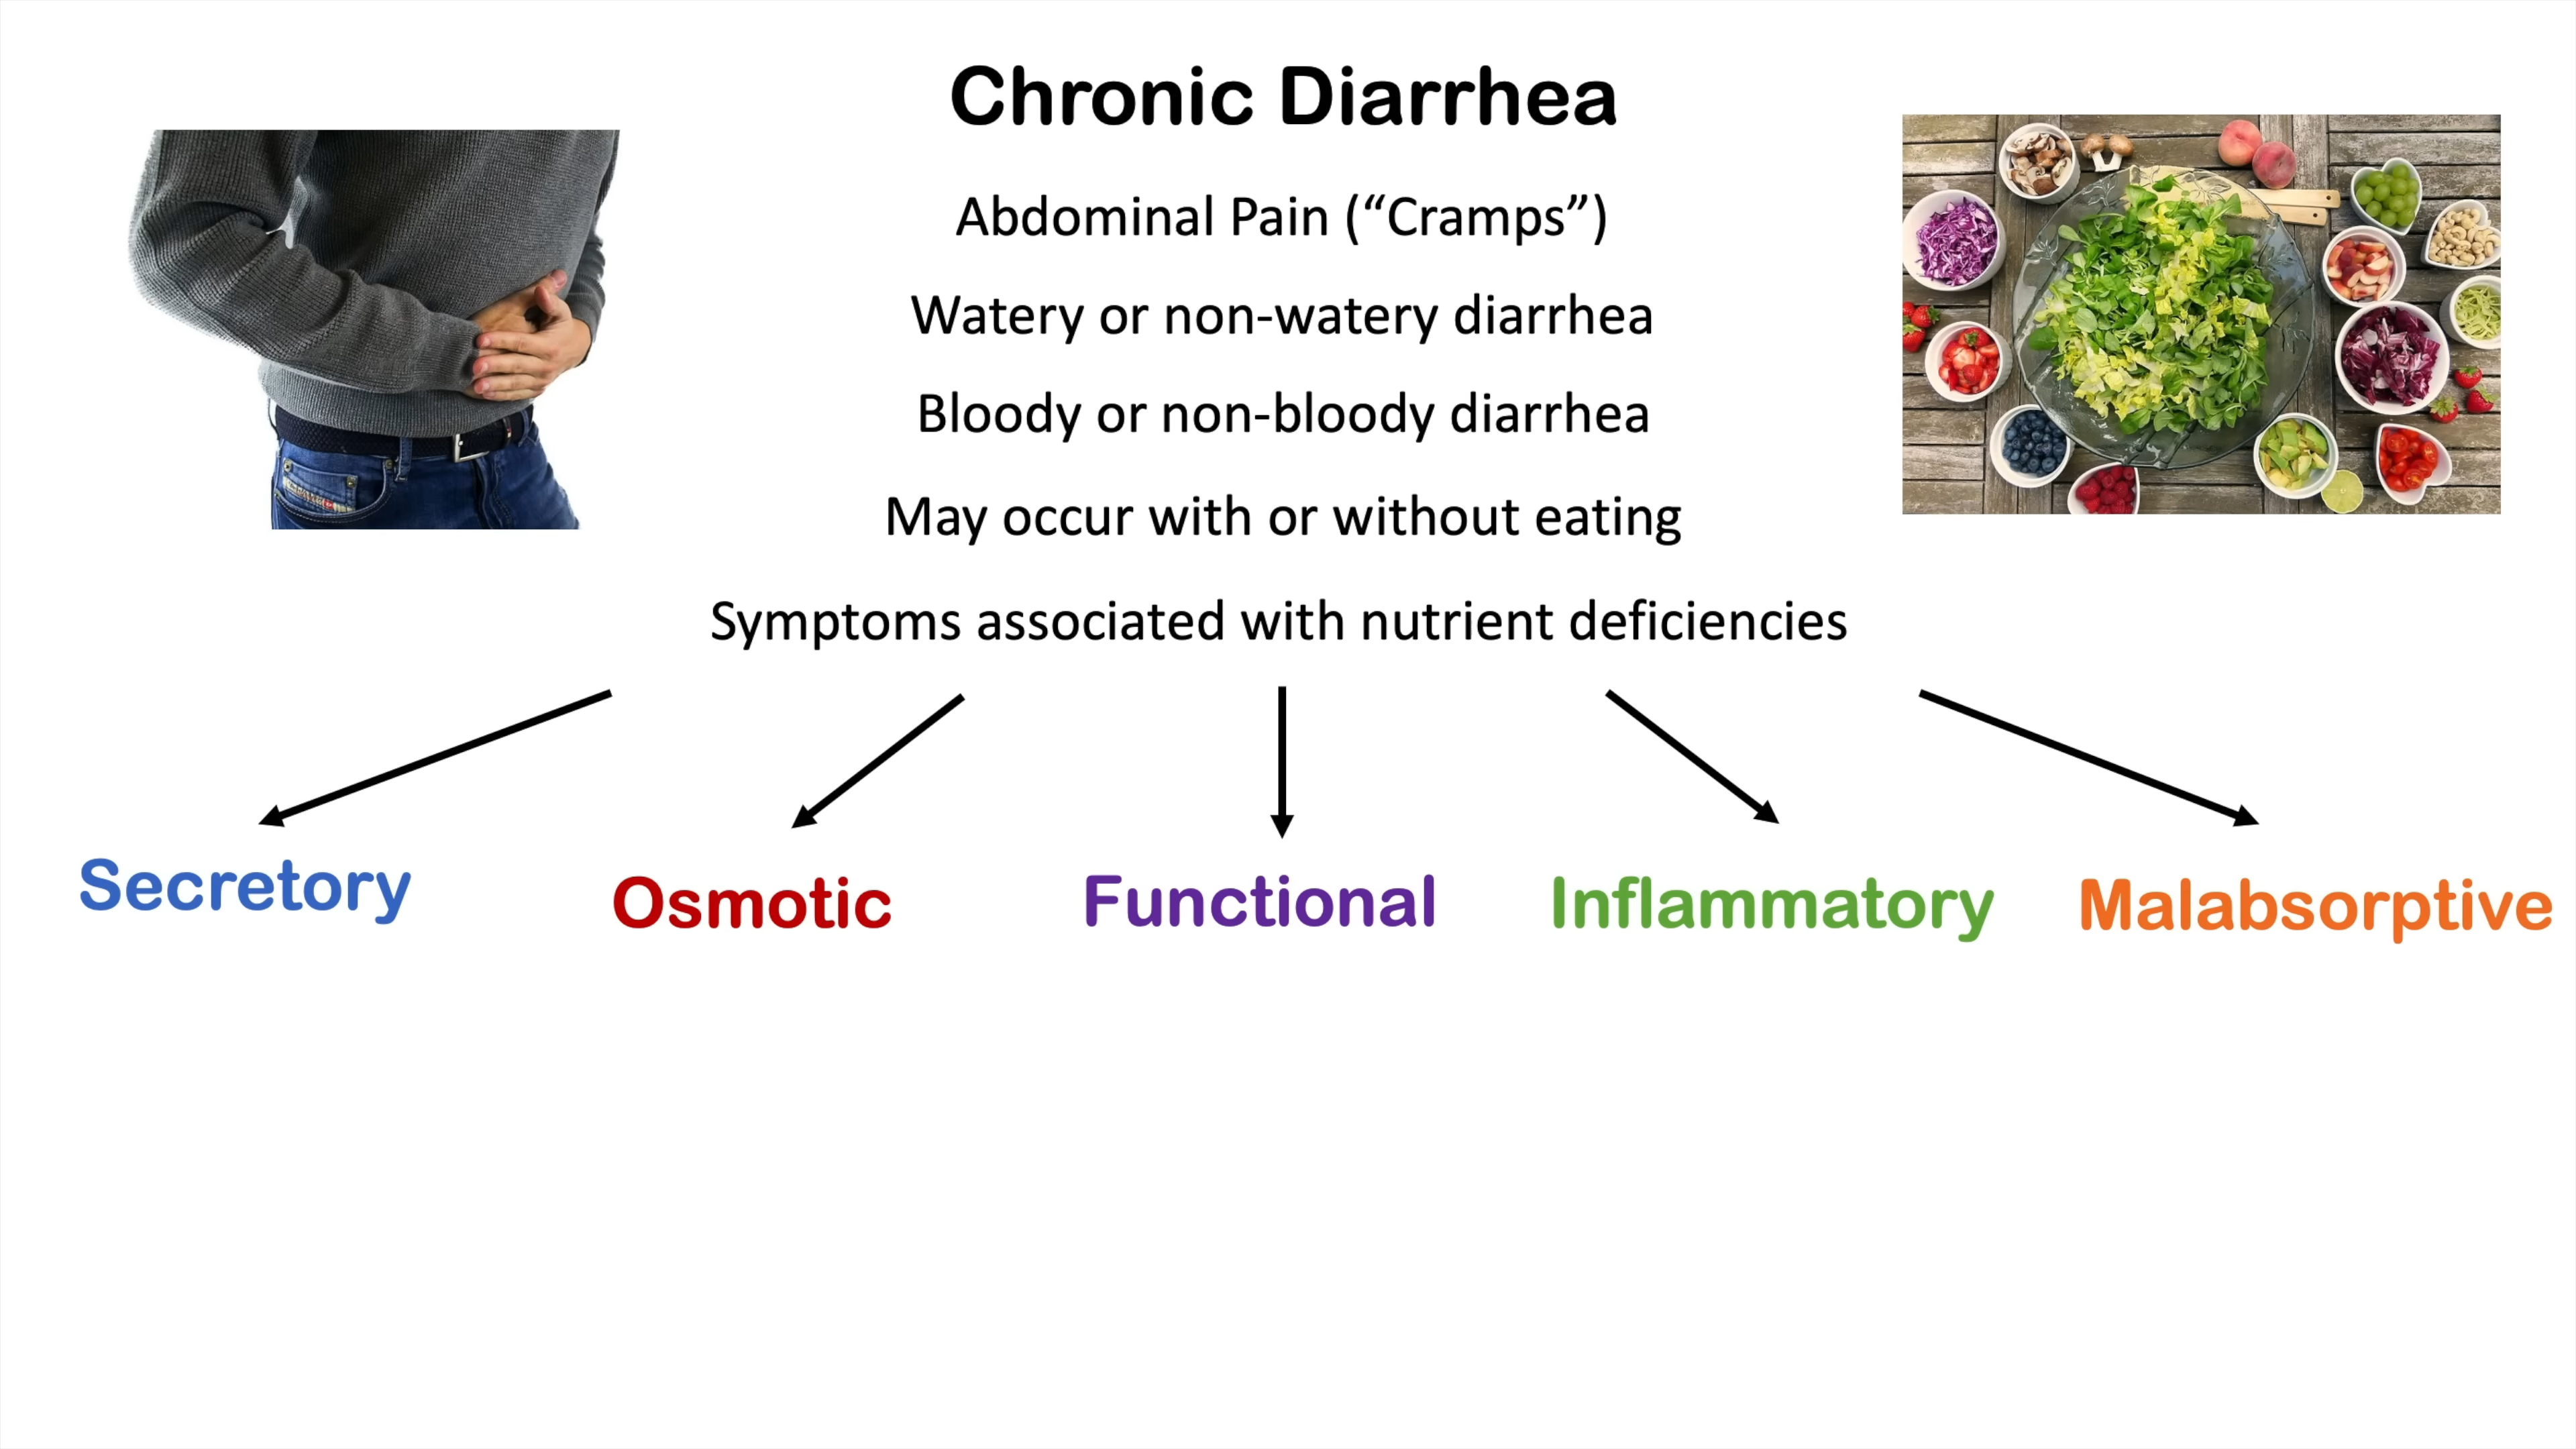 Chronic Diarrhea
Abdominal Pain (“Cramps”)
Watery or non-watery diarrhea
Bloody or non-bloody diarrhea
May occur with or without eating
Symptoms associated with nutrient deficiencies
Secretory
Osmotic
Functional
Inflammatory
Malabsorptive